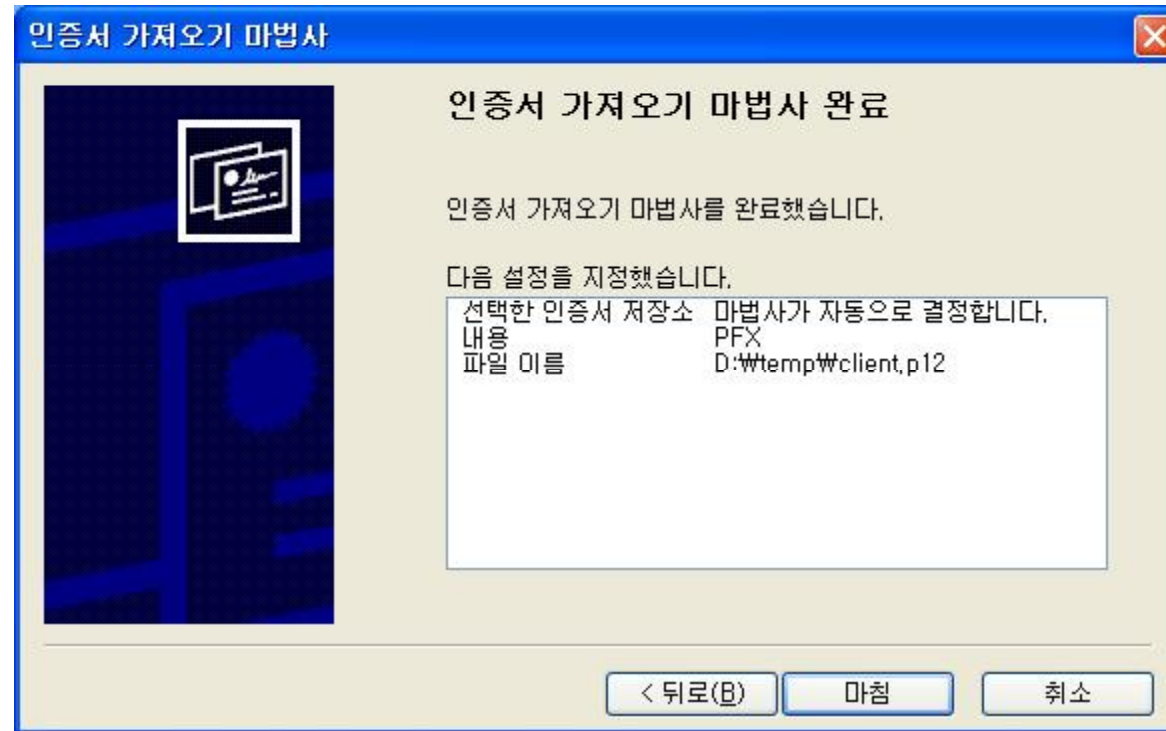 인증서 가져오기 마법사
인증서 가져오기 마법사 완료
인증서 가져오기 마법사를 완료했습니다.
다음 설정을 지정했습니다.
선택한 인증서 저장소 마법사가 자동으로 결정합니다.
내용 PFX
파일 이름 D:₩temp₩client.p12
< 뒤로(B) 마침 취소